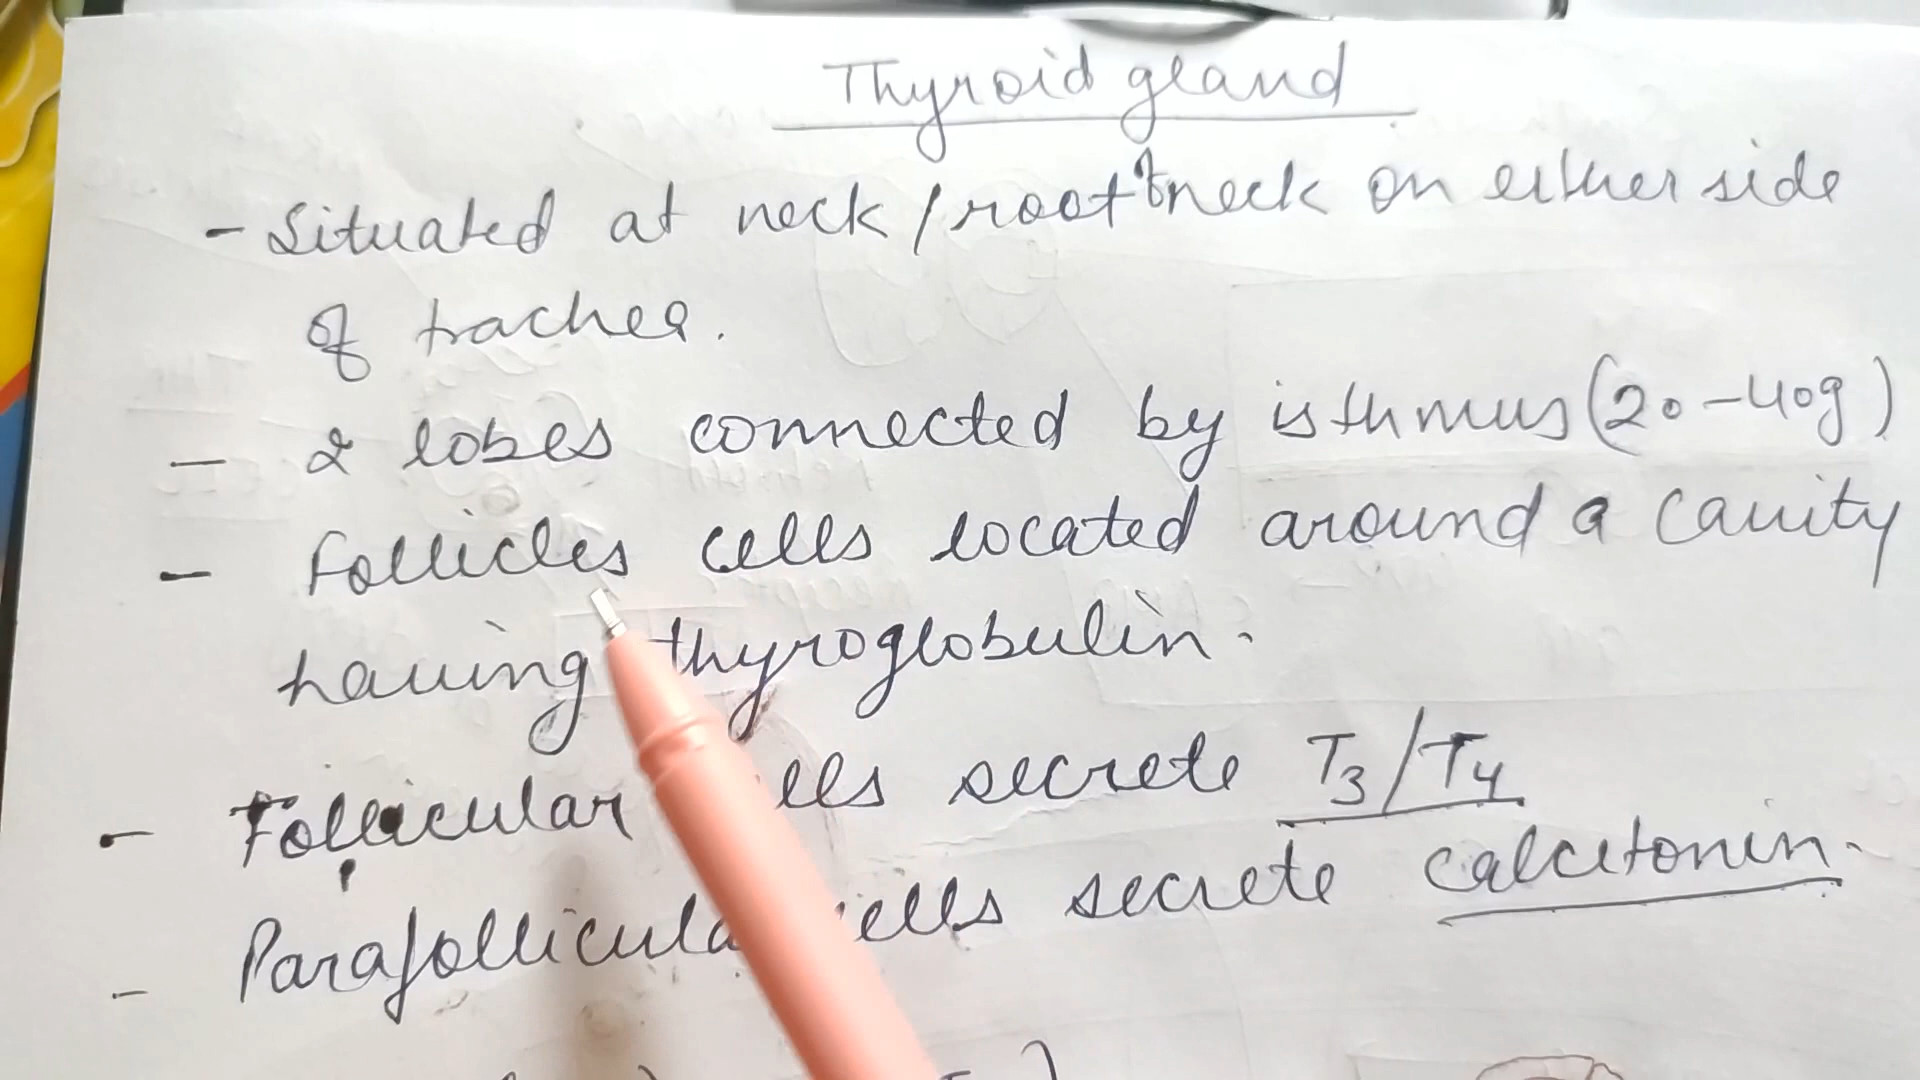 Thyroid gland
- Situated at neck / root of neck on either side
of trachea.
- 2 lobes connected by isthmus (20-40g)
- Follicles cells located around a cavity
having thyroglobulin.
- Follicular ells secrete T3/T4
- Parafollicula ells secrete calcitonin.